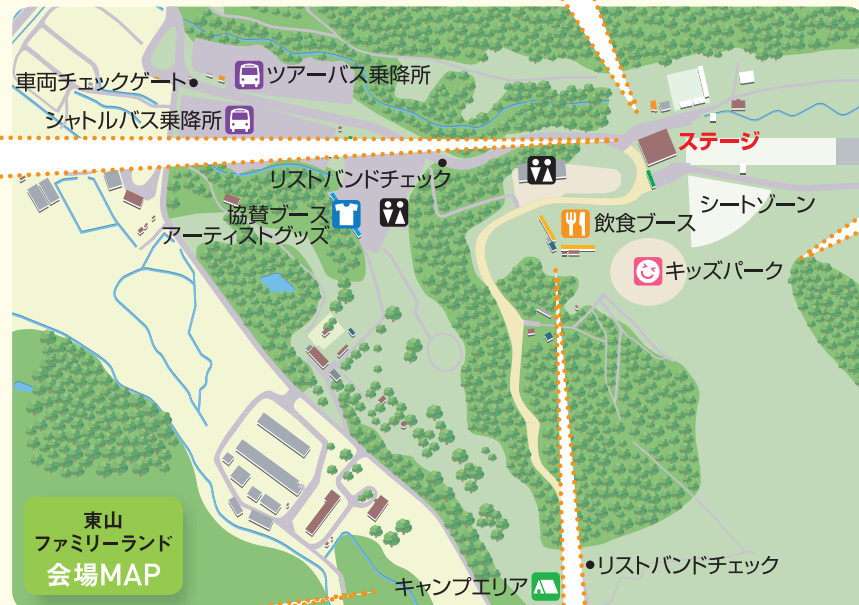 車両チェックゲート
ツアーバス乗降所
シャトルバス乗降所
ステージ
リストバンドチェック
シートゾーン
協賛ブース
アーティストグッズ
飲食ブース
キッズパーク
東山
ファミリーランド
会場MAP
キャンプエリア
リストバンドチェック